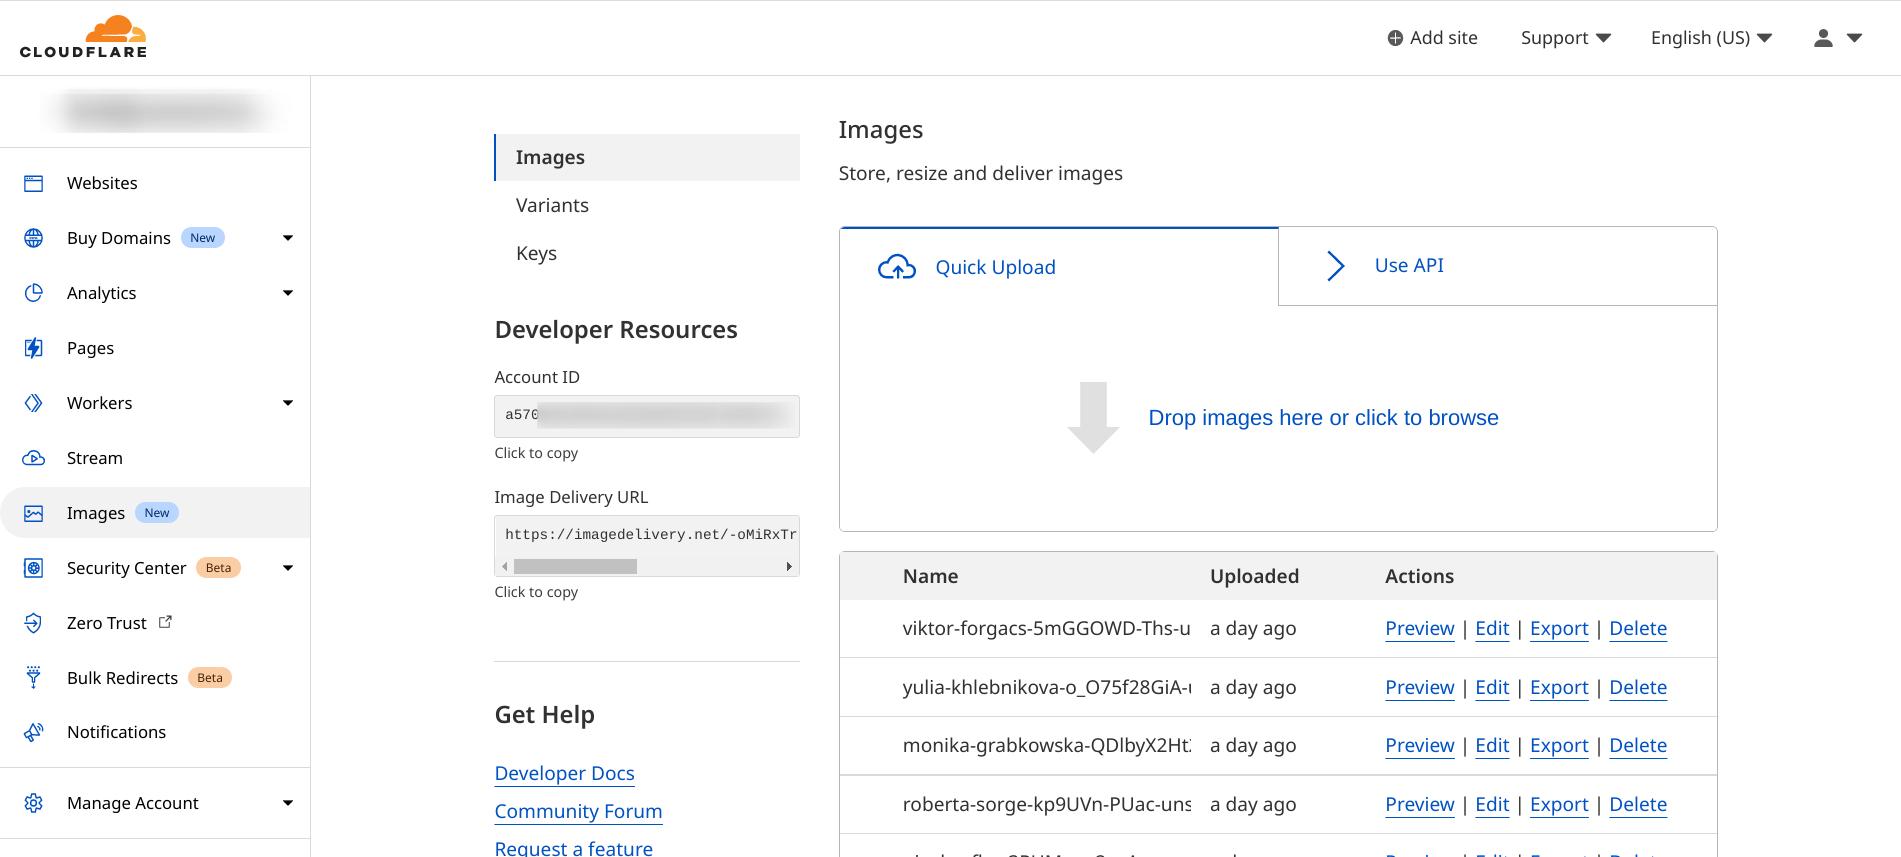 CLOUDFLARE
Add site
Support
English (US)
Websites
Buy Domains New
Analytics
Pages
Workers
Stream
Images New
Security Center Beta
Zero Trust
Bulk Redirects Beta
Notifications
Manage Account
Images
Variants
Keys
Developer Resources
Account ID
a570
Click to copy
Image Delivery URL
https://imagedelivery.net/-oMiRxTr
Click to copy
Get Help
Developer Docs
Community Forum
Request a feature
Images
Store, resize and deliver images
Quick Upload
Use API
Drop images here or click to browse
Name Uploaded Actions
viktor-forgacs-5mGGOWD-Ths-u a day ago Preview | Edit | Export | Delete
yulia-khlebnikova-o_O75f28GiA-u a day ago Preview | Edit | Export | Delete
monika-grabkowska-QDlbyX2Ht a day ago Preview | Edit | Export | Delete
roberta-sorge-kp9UVn-PUac-uns a day ago Preview | Edit | Export | Delete